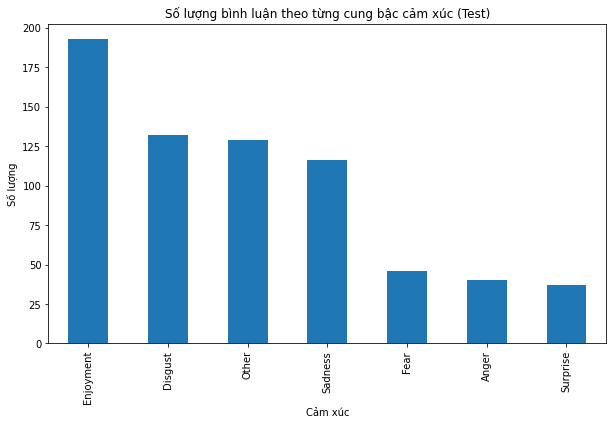 Số lượng bình luận theo từng cung bậc cảm xúc (Test)
Số lượng
200
175
150
125
100
75
50
25
0
Enjoyment
Disgust
Other
Sadness
Fear
Anger
Surprise
Cảm xúc